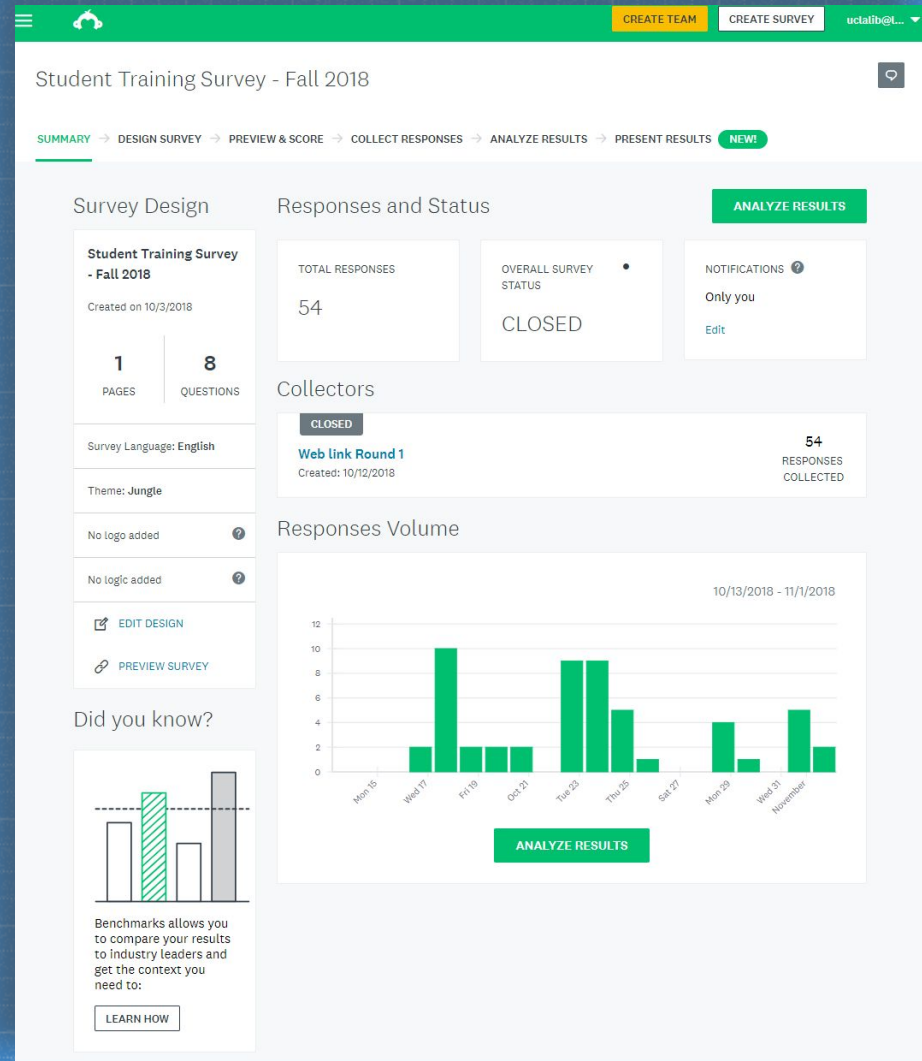 CREATE TEAM
CREATE SURVEY
uclalib@l...
Student Training Survey - Fall 2018
SUMMARY → DESIGN SURVEY → PREVIEW & SCORE → COLLECT RESPONSES → ANALYZE RESULTS → PRESENT RESULTS NEW!
Survey Design
Student Training Survey
- Fall 2018
Created on 10/3/2018
1
PAGES
8
QUESTIONS
Survey Language: English
Theme: Jungle
No logo added ?
No logic added ?
EDIT DESIGN
PREVIEW SURVEY
Did you know?
Benchmarks allows you
to compare your results
to industry leaders and
get the context you
need to:
LEARN HOW
Responses and Status
ANALYZE RESULTS
TOTAL RESPONSES
54
OVERALL SURVEY
STATUS
CLOSED
NOTIFICATIONS ?
Only you
Edit
Collectors
CLOSED
Web link Round 1
Created: 10/12/2018
54
RESPONSES
COLLECTED
Responses Volume
10/13/2018 - 11/1/2018
12
10
8
6
4
2
0
Mon 15
Wed 17
Fri 19
Oct 21
Tue 23
Thu 25
Sat 27
Mon 29
Wed 31
November
ANALYZE RESULTS